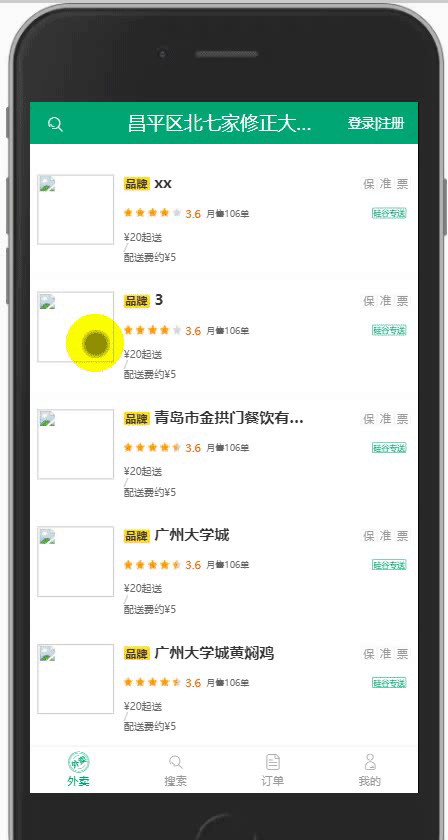 昌平区北七家修正大... 登录|注册
品牌 xx 保 准 票
3.6 月售106单 硅谷专送
¥20起送
/
配送费约¥5
品牌 3 保 准 票
3.6 月售106单 硅谷专送
¥20起送
/
配送费约¥5
品牌 青岛市金拱门餐饮有... 保 准 票
3.6 月售106单 硅谷专送
¥20起送
/
配送费约¥5
品牌 广州大学城 保 准 票
3.6 月售106单 硅谷专送
¥20起送
/
配送费约¥5
品牌 广州大学城黄焖鸡 保 准 票
3.6 月售106单 硅谷专送
¥20起送
/
配送费约¥5
外卖 搜索 订单 我的